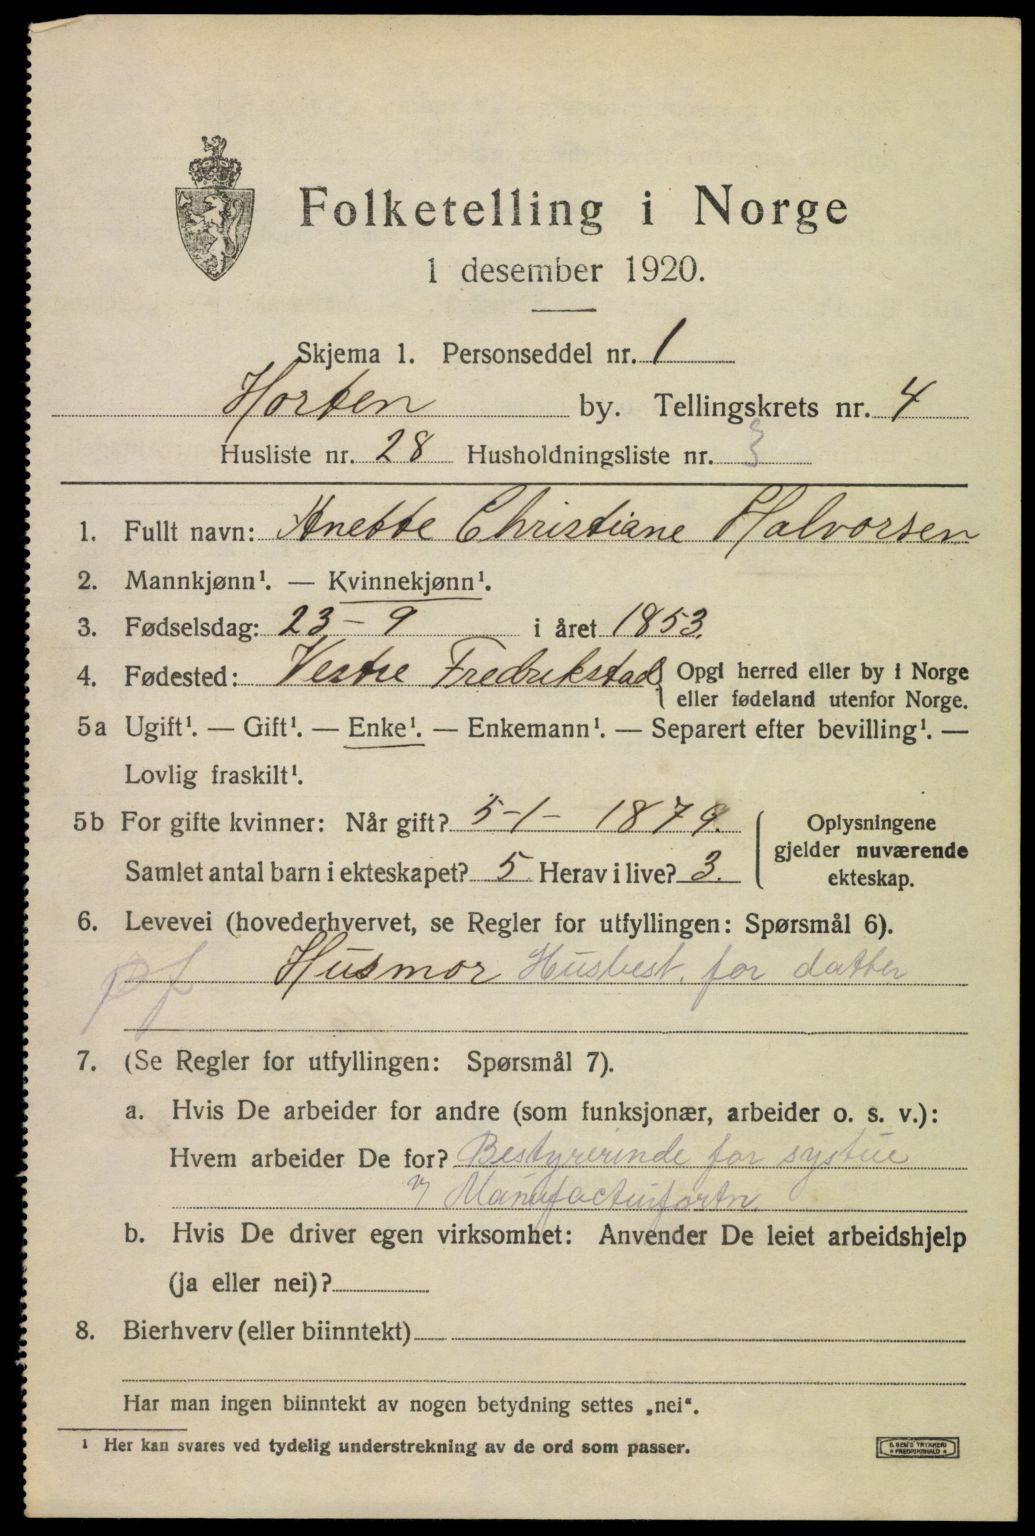 Folketelling i Norge
1 desember 1920.
Skjema 1. Personseddel nr. 1
Horten by. Tellingskrets nr. 4
Husliste nr. 28 Husholdningsliste nr. 3
1. Fullt navn: Anette Christiane Halvorsen
2. Mannkjønn¹. — Kvinnekjønn¹.
3. Fødselsdag: 23 – 9 i året 1853.
4. Fødested: Vestre Fredrikstad { Opgi herred eller by i Norge
eller fødeland utenfor Norge.
5a Ugift¹. — Gift¹. — Enke¹. — Enkemann¹. — Separert efter bevilling¹. —
Lovlig fraskilt¹.
5b For gifte kvinner: Når gift? 5-1- 1879. { Oplysningene
gjelder nuværende
Samlet antal barn i ekteskapet? 5 Herav i live? 3. ekteskap.
6. Levevei (hovederhvervet, se Regler for utfyllingen: Spørsmål 6).
Husmor Husbest. for datter
7. (Se Regler for utfyllingen: Spørsmål 7).
a. Hvis De arbeider for andre (som funksjonær, arbeider o. s. v.):
Hvem arbeider De for? Bestyrerinde for systue
Manufacturfortn.
b. Hvis De driver egen virksomhet: Anvender De leiet arbeidshjelp
(ja eller nei)?
8. Bierhverv (eller biinntekt)
Har man ingen biinntekt av nogen betydning settes „nei".
¹ Her kan svares ved tydelig understrekning av de ord som passer.
E. SEM'S TRYKKERI
FREDRIKSHALD